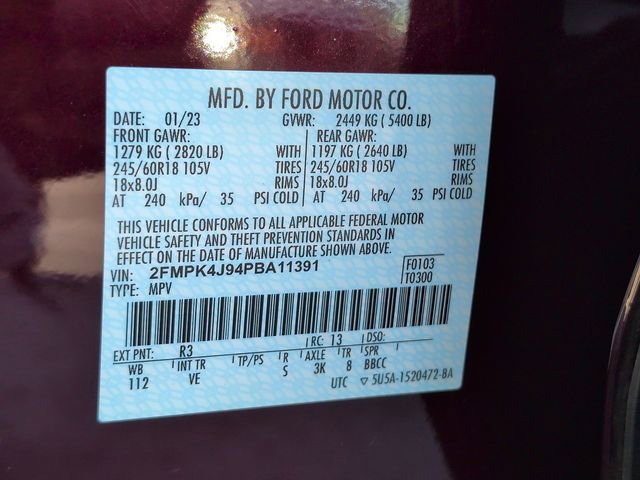 MFD. BY FORD MOTOR CO.
DATE: 01/23 GVWR: 2449 KG ( 5400 LB)
FRONT GAWR: REAR GAWR:
1279 KG ( 2820 LB) WITH 1197 KG ( 2640 LB) WITH
245/60R18 105V TIRES 245/60R18 105V TIRES
18x8.0J RIMS 18x8.0J RIMS
AT 240 kPa/ 35 PSI COLD AT 240 kPa/ 35 PSI COLD
THIS VEHICLE CONFORMS TO ALL APPLICABLE FEDERAL MOTOR
VEHICLE SAFETY AND THEFT PREVENTION STANDARDS IN
EFFECT ON THE DATE OF MANUFACTURE SHOWN ABOVE.
VIN: 2FMPK4J94PBA11391 F0103
TYPE: MPV T0300
EXT PNT: R3 RC: 13 DSO:
WB INT TR TP/PS R AXLE TR SPR
112 VE S 3K 8 BBCC
UTC ▽ 5U5A-1520472-BA